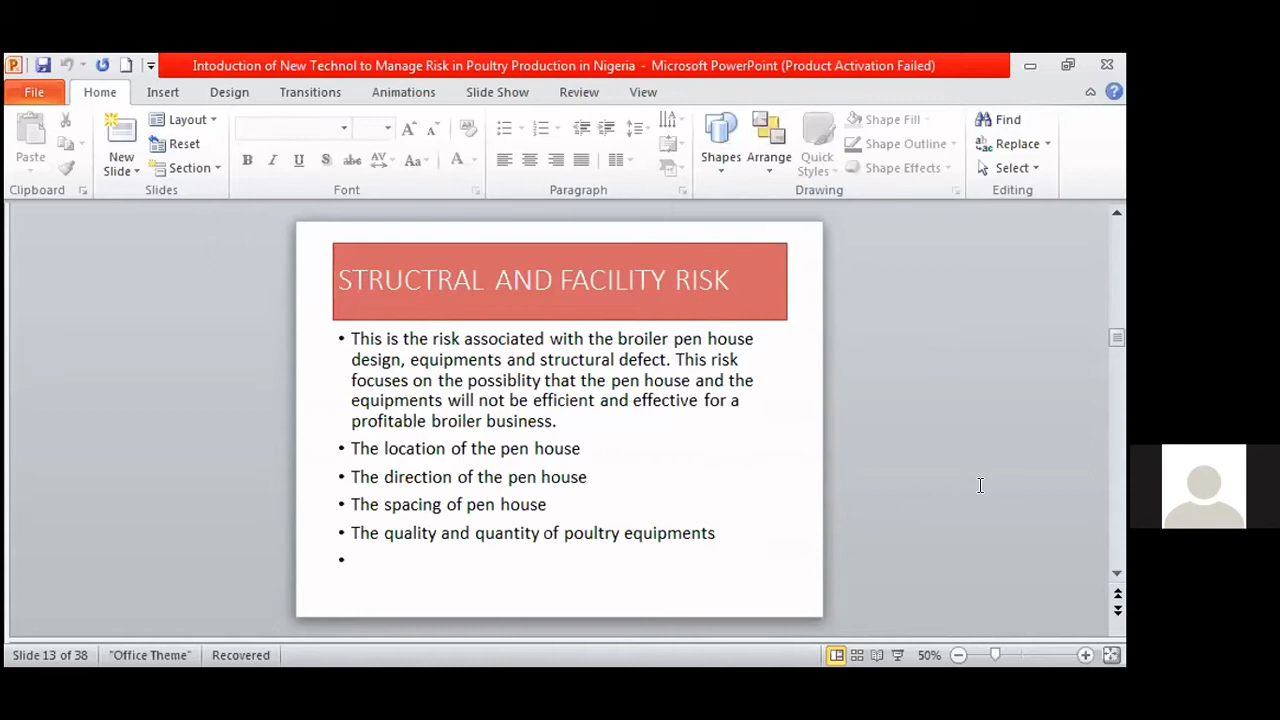 Intoduction of New Technol to Manage Risk in Poultry Production in Nigeria - Microsoft PowerPoint (Product Activation Failed)
File Home Insert Design Transitions Animations Slide Show Review View
Paste
New Slide
Layout
Reset
Section
B I U S abc AV Aa A
Shapes
Arrange
Quick Styles
Shape Fill
Shape Outline
Shape Effects
Find
Replace
Select
Clipboard Slides Font Paragraph Drawing Editing
STRUCTRAL AND FACILITY RISK
• This is the risk associated with the broiler pen house
design, equipments and structural defect. This risk
focuses on the possiblity that the pen house and the
equipments will not be efficient and effective for a
profitable broiler business.
• The location of the pen house
• The direction of the pen house
• The spacing of pen house
• The quality and quantity of poultry equipments
•
Slide 13 of 38 "Office Theme" Recovered 50%